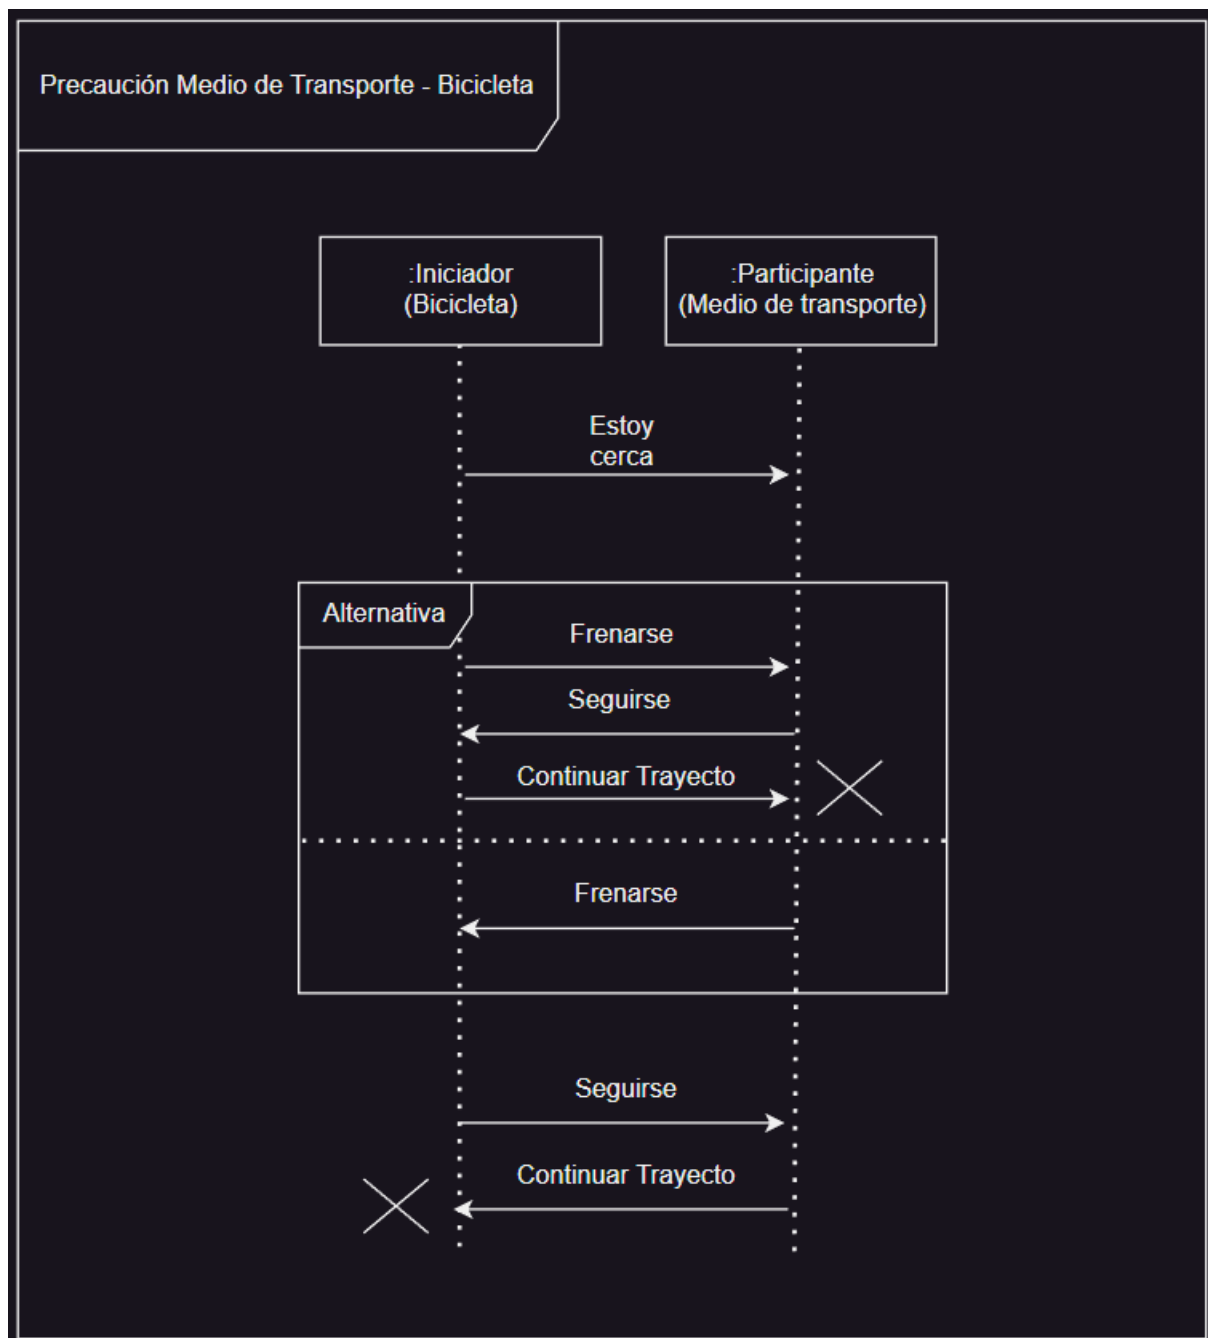 Precaución Medio de Transporte - Bicicleta
:Iniciador
(Bicicleta)
:Participante
(Medio de transporte)
Estoy
cerca
Alternativa
Frenarse
Seguirse
Continuar Trayecto
Frenarse
Seguirse
Continuar Trayecto